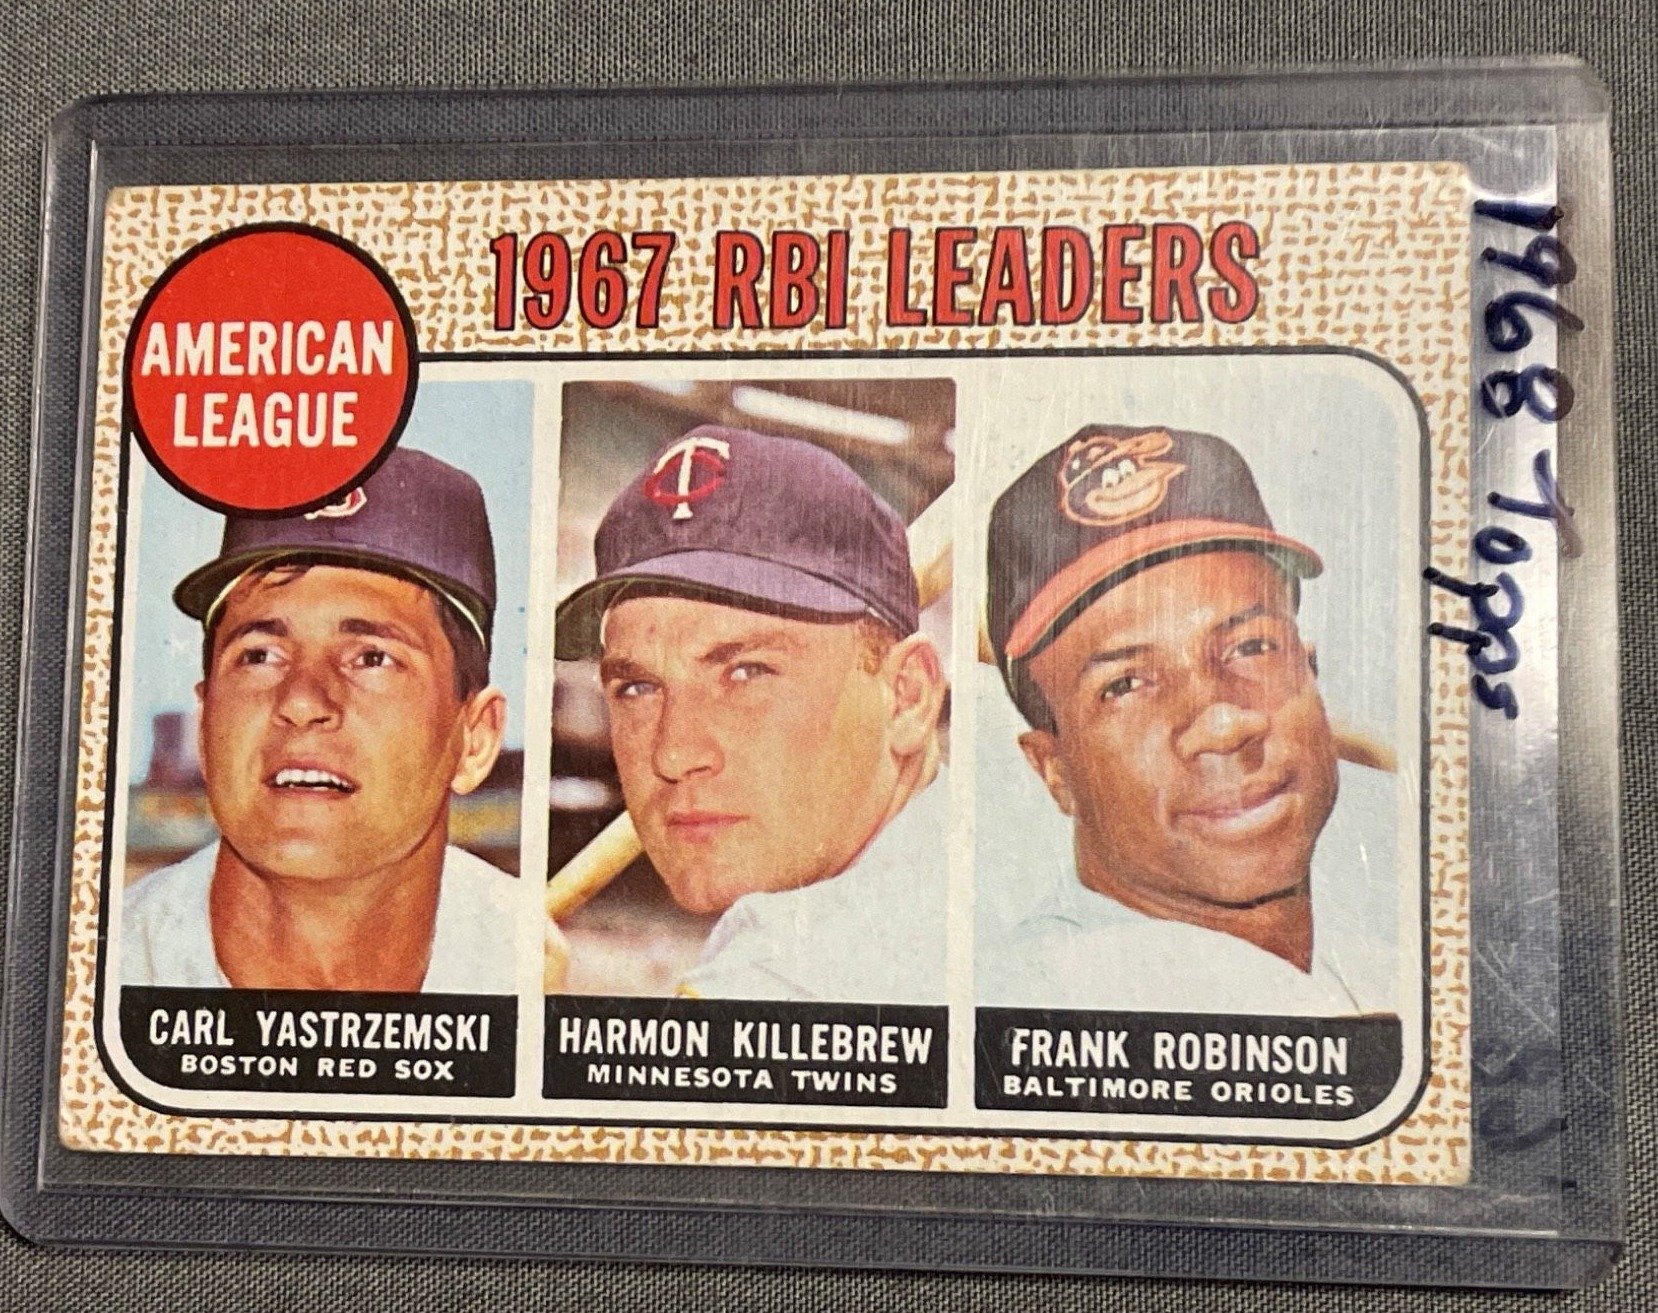 1967 RBI LEADERS
AMERICAN
LEAGUE
T C
CARL YASTRZEMSKI
BOSTON RED SOX
HARMON KILLEBREW
MINNESOTA TWINS
FRANK ROBINSON
BALTIMORE ORIOLES
1968 Topps